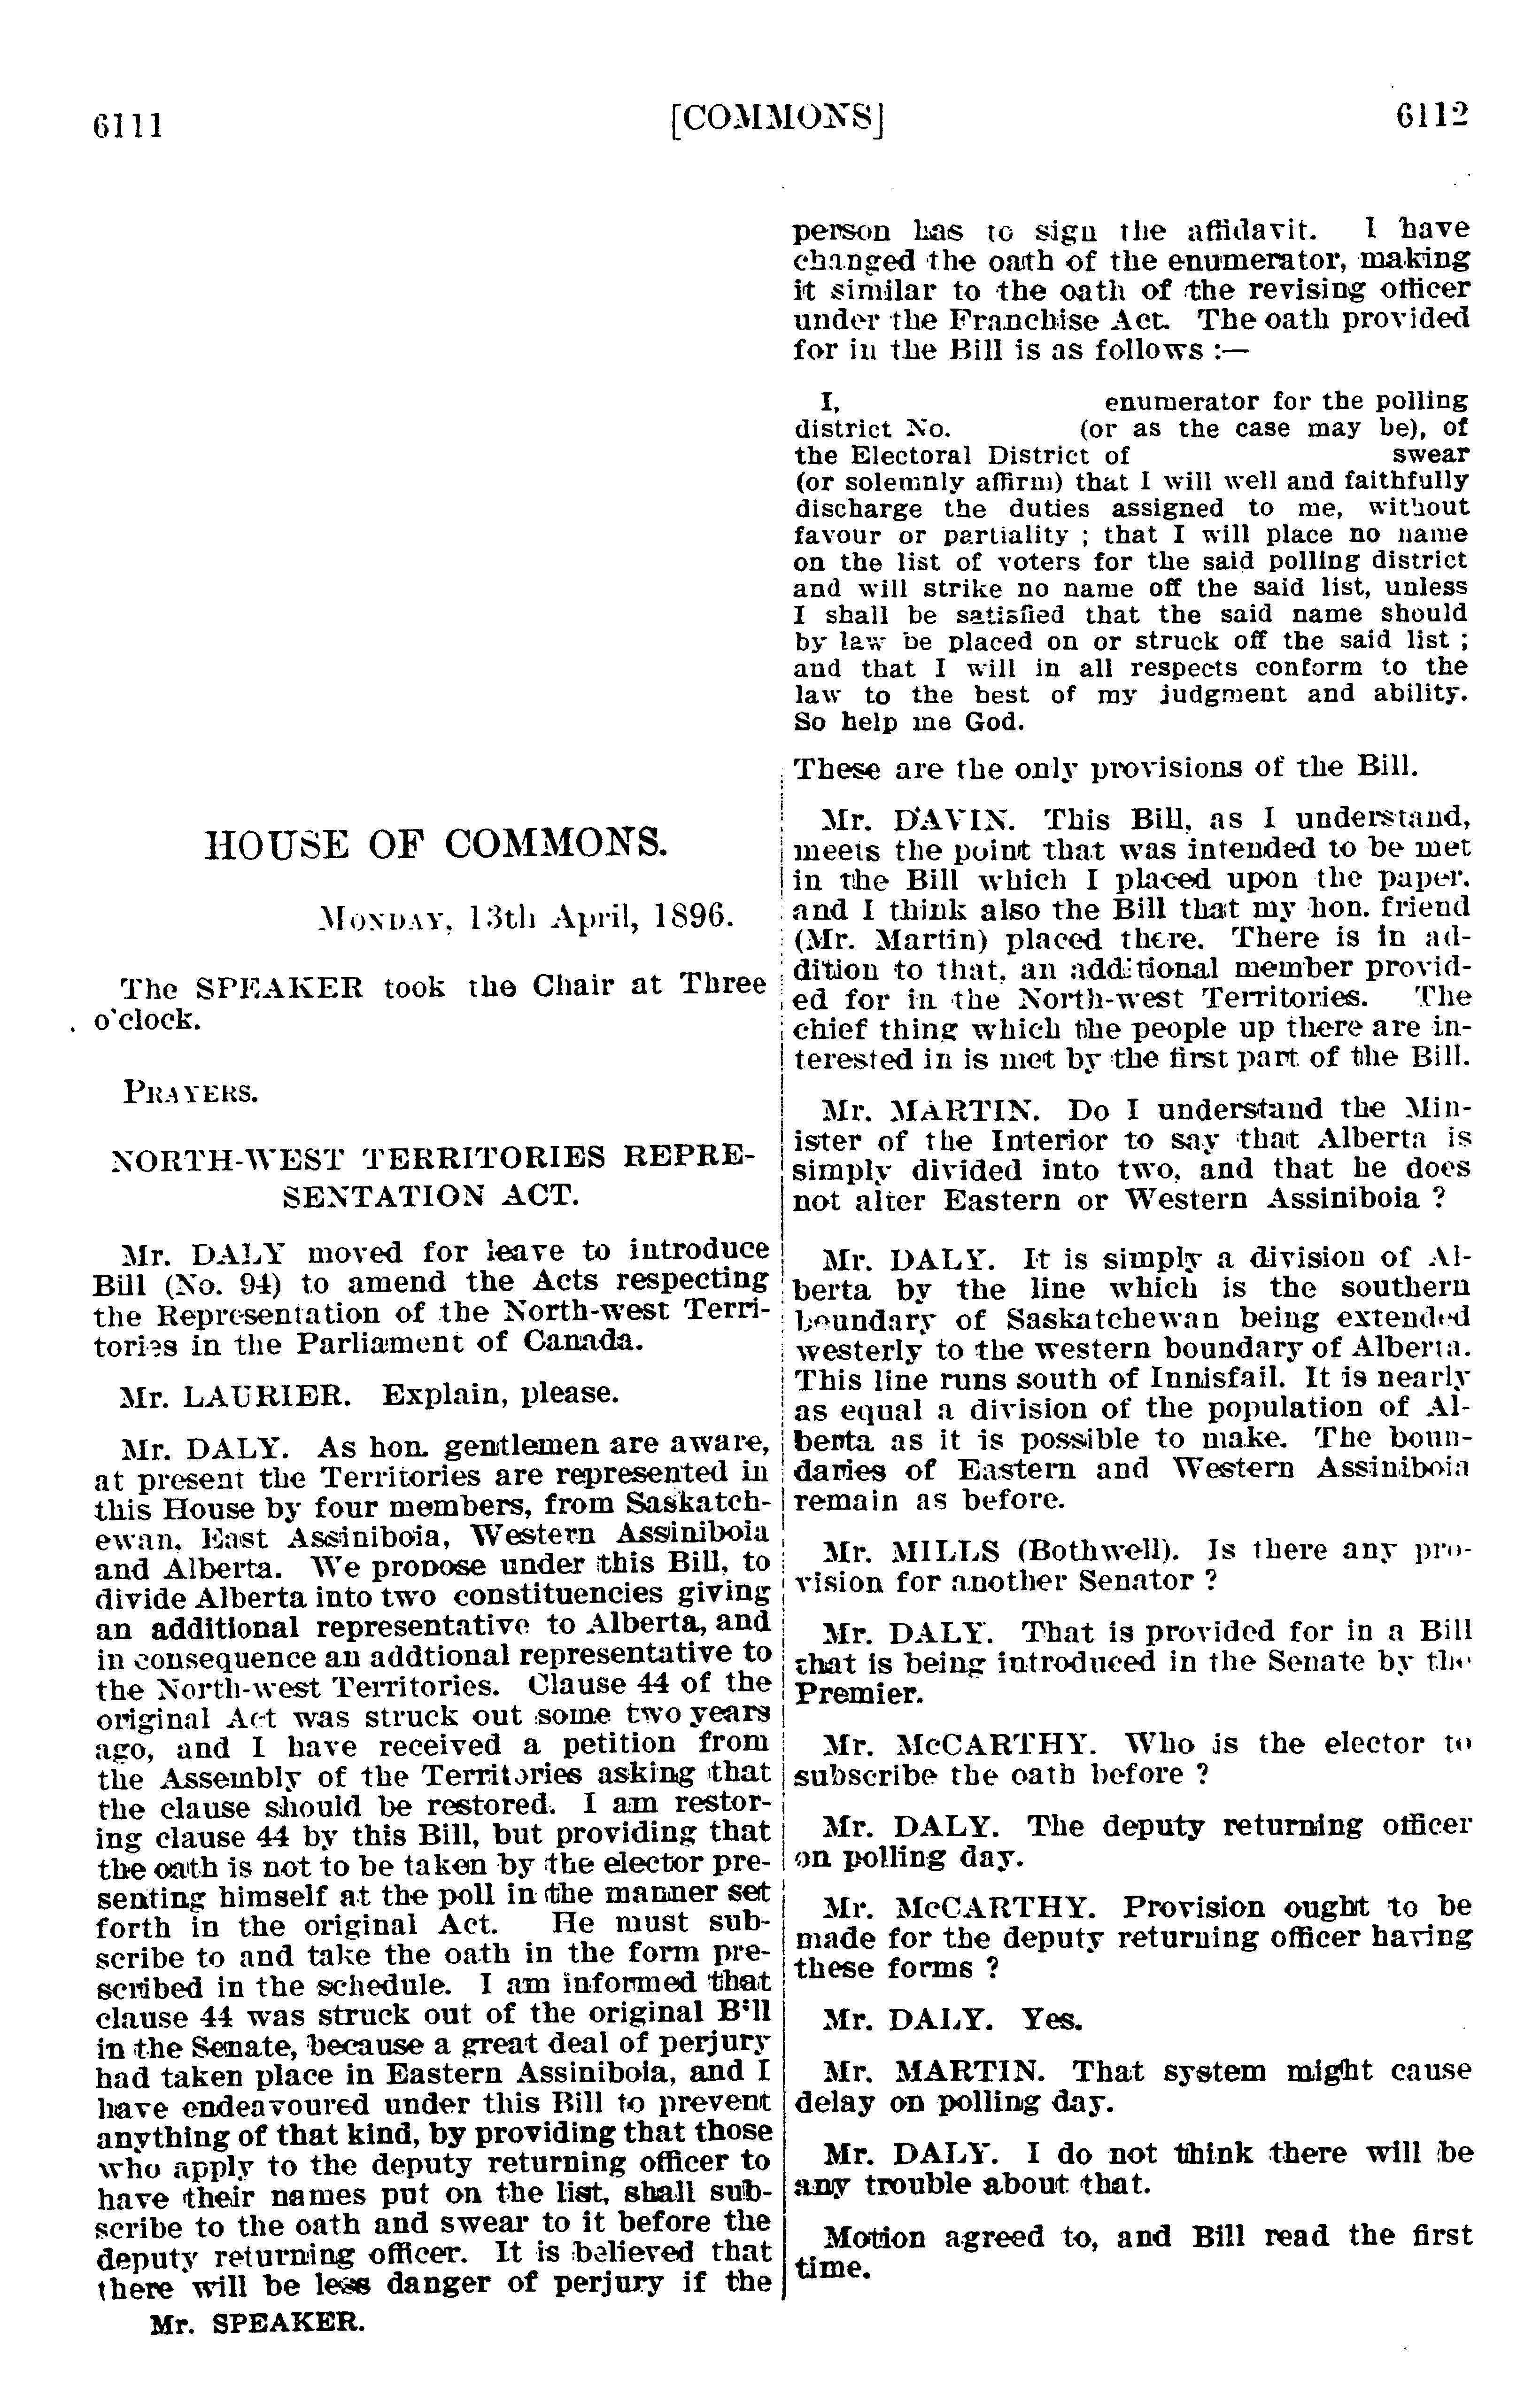 6111
[COMMONS]
6112
HOUSE OF COMMONS.
MONDAY, 13th April, 1896.
The SPEAKER took the Chair at Three
o'clock.
PRAYERS.
NORTH-WEST TERRITORIES REPRE-
SENTATION ACT.
Mr. DALY moved for leave to introduce
Bill (No. 94) to amend the Acts respecting
the Representation of the North-west Terri-
tories in the Parliament of Canada.
Mr. LAURIER. Explain, please.
Mr. DALY. As hon. gentlemen are aware,
at present the Territories are represented in
this House by four members, from Saskatch-
ewan, East Assiniboia, Western Assiniboia
and Alberta. We propose under this Bill, to
divide Alberta into two constituencies giving
an additional representative to Alberta, and
in consequence an addtional representative to
the North-west Territories. Clause 44 of the
original Act was struck out some two years
ago, and I have received a petition from
the Assembly of the Territories asking that
the clause should be restored. I am restor-
ing clause 44 by this Bill, but providing that
the oath is not to be taken by the elector pre-
senting himself at the poll in the manner set
forth in the original Act. He must sub-
scribe to and take the oath in the form pre-
scribed in the schedule. I am informed that
clause 44 was struck out of the original Bill
in the Senate, because a great deal of perjury
had taken place in Eastern Assiniboia, and I
have endeavoured under this Bill to prevent
anything of that kind, by providing that those
who apply to the deputy returning officer to
have their names put on the list, shall sub-
scribe to the oath and swear to it before the
deputy returning officer. It is believed that
there will be less danger of perjury if the
Mr. SPEAKER.
person has to sign the affidavit. I have
changed the oath of the enumerator, making
it similar to the oath of the revising officer
under the Franchise Act. The oath provided
for in the Bill is as follows :—
I, enumerator for the polling
district No. (or as the case may be), of
the Electoral District of swear
(or solemnly affirm) that I will well and faithfully
discharge the duties assigned to me, without
favour or partiality ; that I will place no name
on the list of voters for the said polling district
and will strike no name off the said list, unless
I shall be satisfied that the said name should
by law be placed on or struck off the said list ;
and that I will in all respects conform to the
law to the best of my judgment and ability.
So help me God.
These are the only provisions of the Bill.
Mr. DAVIN. This Bill, as I understand,
meets the point that was intended to be met
in the Bill which I placed upon the paper,
and I think also the Bill that my hon. friend
(Mr. Martin) placed there. There is in ad-
dition to that, an additional member provid-
ed for in the North-west Territories. The
chief thing which the people up there are in-
terested in is met by the first part of the Bill.
Mr. MARTIN. Do I understand the Min-
ister of the Interior to say that Alberta is
simply divided into two, and that he does
not alter Eastern or Western Assiniboia ?
Mr. DALY. It is simply a division of Al-
berta by the line which is the southern
boundary of Saskatchewan being extended
westerly to the western boundary of Alberta.
This line runs south of Innisfail. It is nearly
as equal a division of the population of Al-
berta as it is possible to make. The boun-
daries of Eastern and Western Assiniboia
remain as before.
Mr. MILLS (Bothwell). Is there any pro-
vision for another Senator ?
Mr. DALY. That is provided for in a Bill
that is being introduced in the Senate by the
Premier.
Mr. McCARTHY. Who is the elector to
subscribe the oath before ?
Mr. DALY. The deputy returning officer
on polling day.
Mr. McCARTHY. Provision ought to be
made for the deputy returning officer having
these forms ?
Mr. DALY. Yes.
Mr. MARTIN. That system might cause
delay on polling day.
Mr. DALY. I do not think there will be
any trouble about that.
Motion agreed to, and Bill read the first
time.